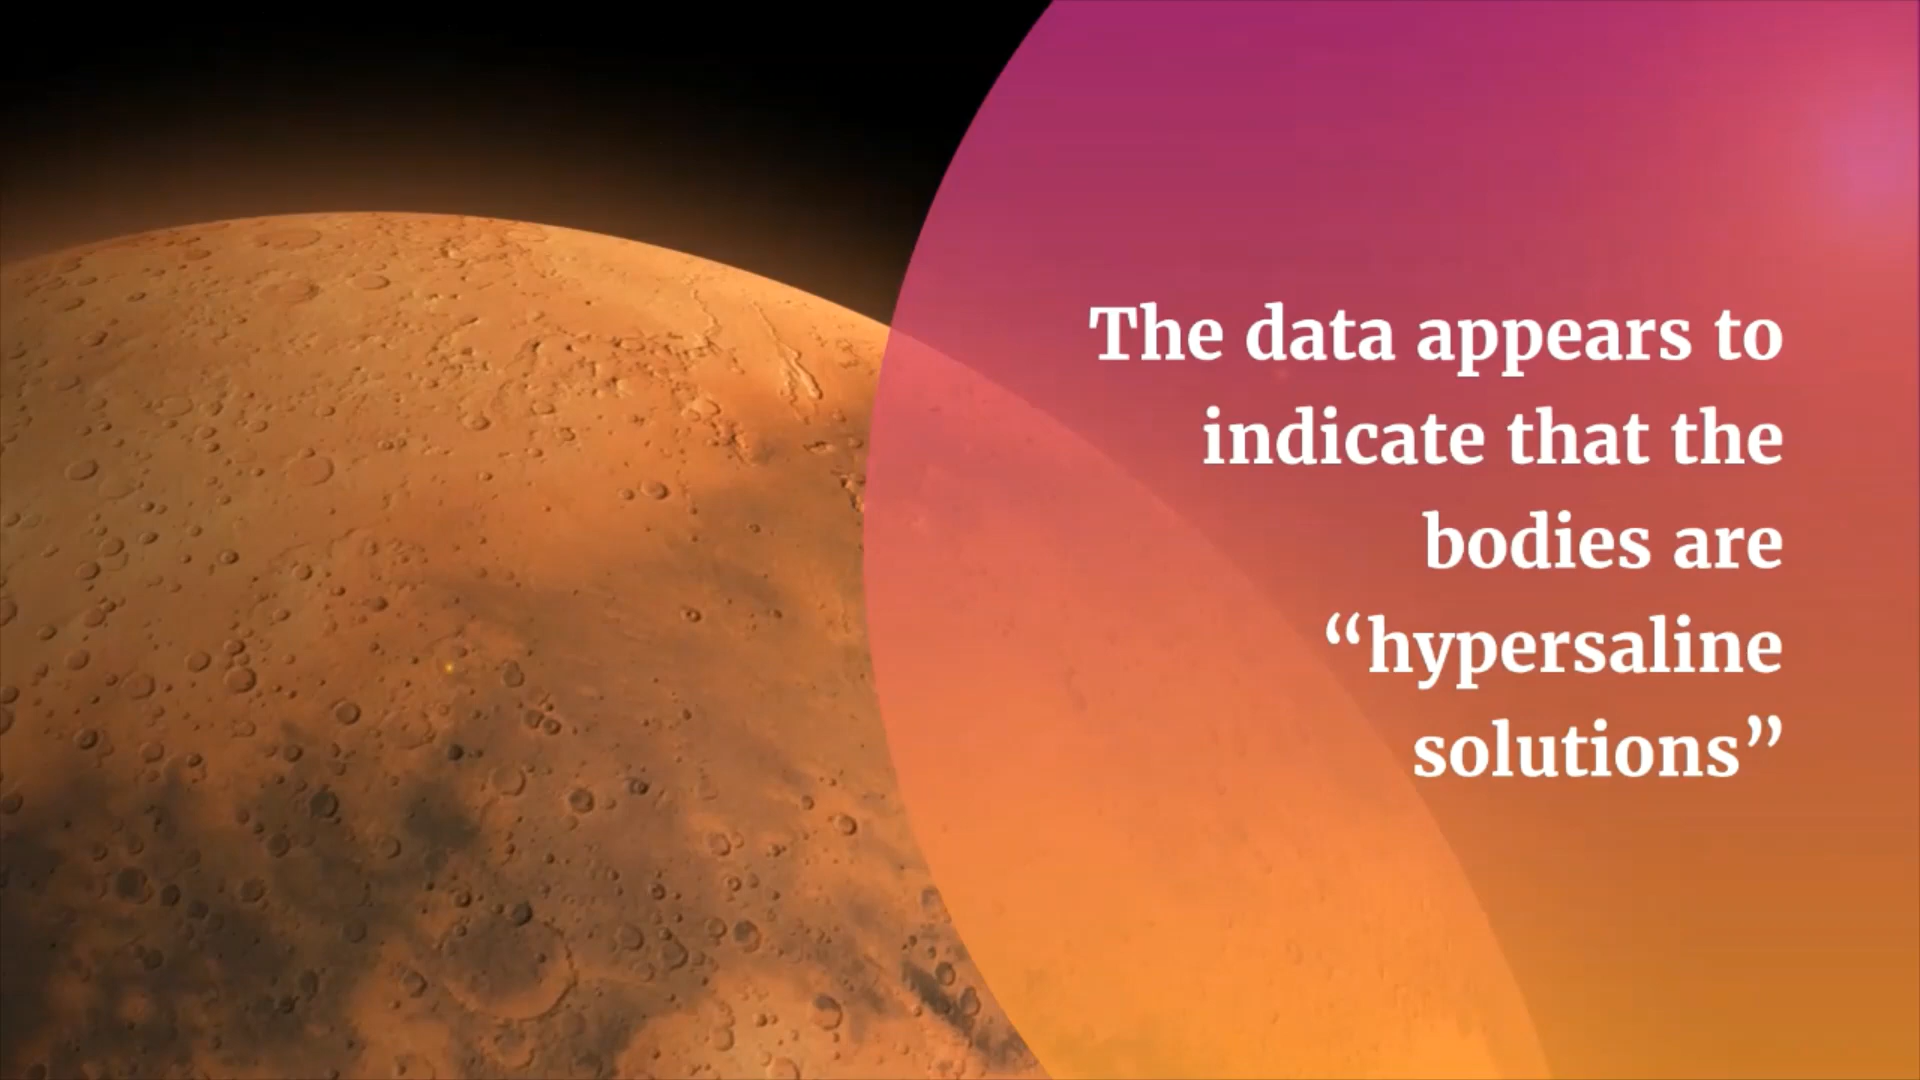 The data appears to
indicate that the
bodies are
“hypersaline
solutions”